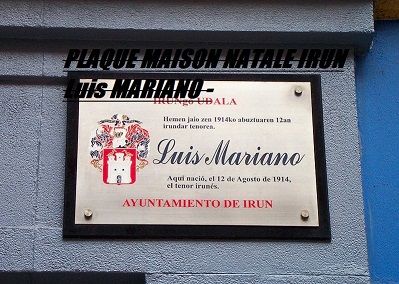 PLAQUE MAISON NATALE IRUN
Luis MARIANO -
IRUNgo UDALA
Hemen jaio zen 1914ko abuztuaren 12an
irundar tenorea.
Luis Mariano
Aqui nació, el 12 de Agosto de 1914,
el tenor irunés.
AYUNTAMIENTO DE IRUN